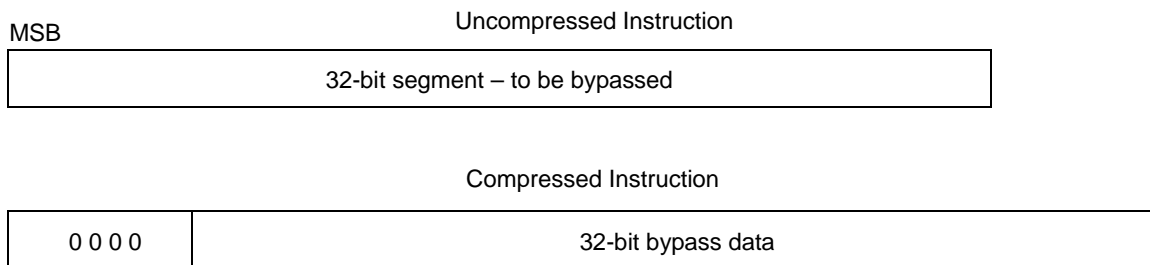 Uncompressed Instruction
MSB
32-bit segment – to be bypassed
Compressed Instruction
0 0 0 0
32-bit bypass data